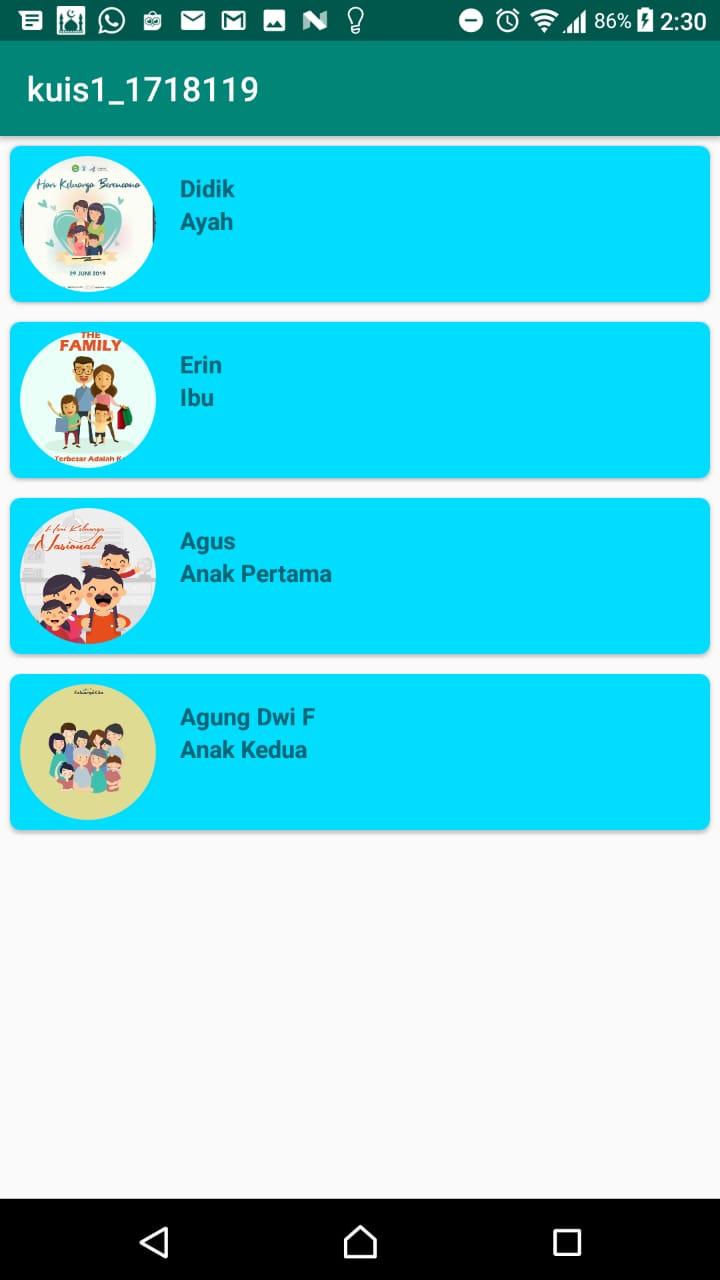 86% 2:30
kuis1_1718119
Hari Keluarga Berencana
29 JUNI 2019
Didik
Ayah
THE
FAMILY
Terbesar Adalah
Erin
Ibu
Hari Keluarga
Nasional
Agus
Anak Pertama
Agung Dwi F
Anak Kedua